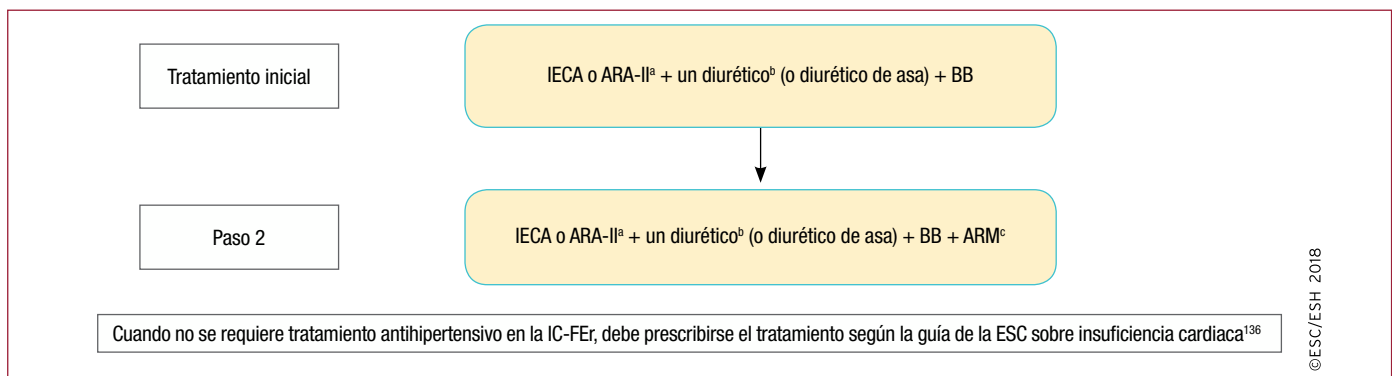 Tratamiento inicial
IECA o ARA-IIᵃ + un diuréticoᵇ (o diurético de asa) + BB
Paso 2
IECA o ARA-IIᵃ + un diuréticoᵇ (o diurético de asa) + BB + ARMᶜ
Cuando no se requiere tratamiento antihipertensivo en la IC-FEr, debe prescribirse el tratamiento según la guía de la ESC sobre insuficiencia cardiaca¹³⁶
©ESC/ESH 2018